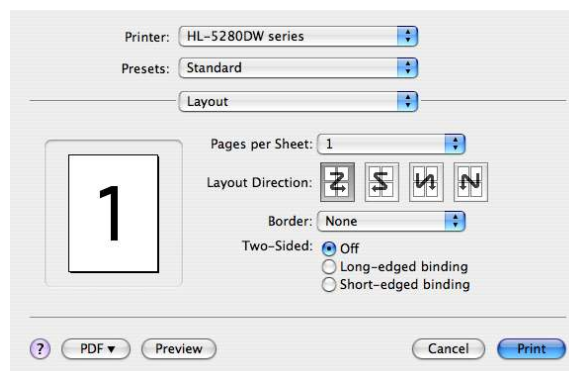 Printer: HL-5280DW series
Presets: Standard
Layout
Pages per Sheet: 1
1
Layout Direction:
Border: None
Two-Sided: Off
Long-edged binding
Short-edged binding
? PDF▼ Preview Cancel Print